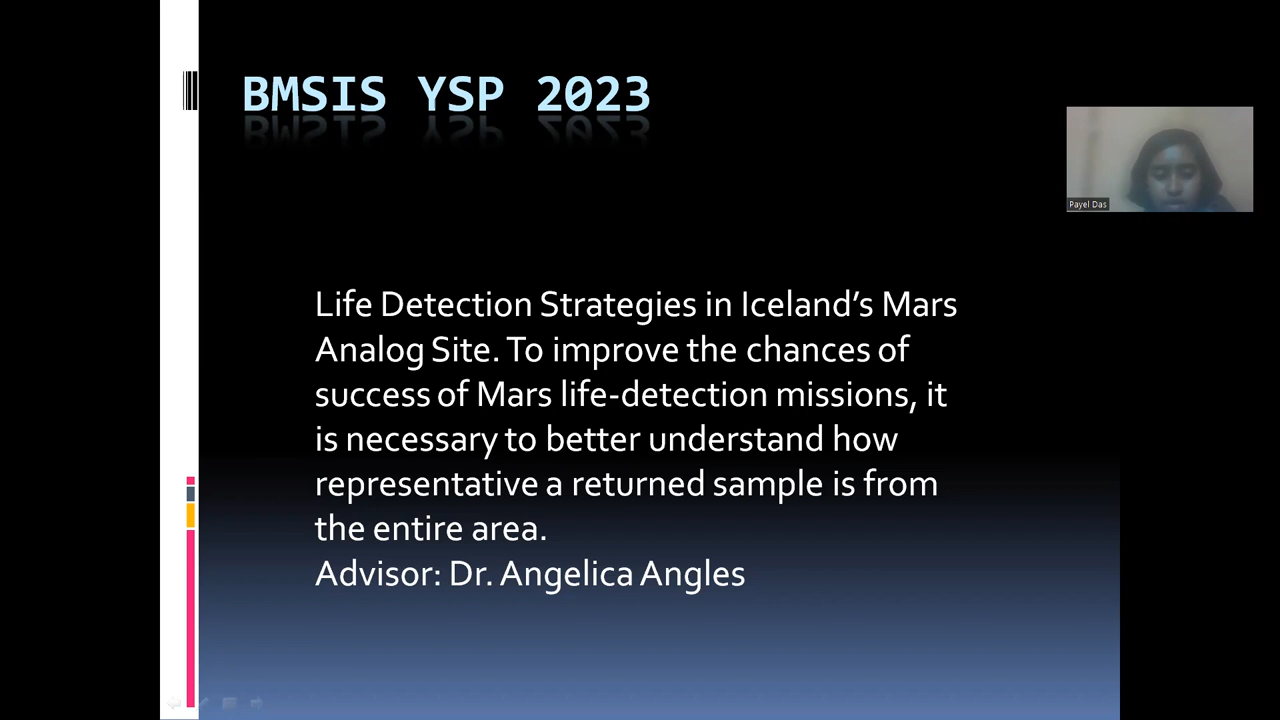 BMSIS YSP 2023
Payel Das
Life Detection Strategies in Iceland’s Mars
Analog Site. To improve the chances of
success of Mars life-detection missions, it
is necessary to better understand how
representative a returned sample is from
the entire area.
Advisor: Dr. Angelica Angles